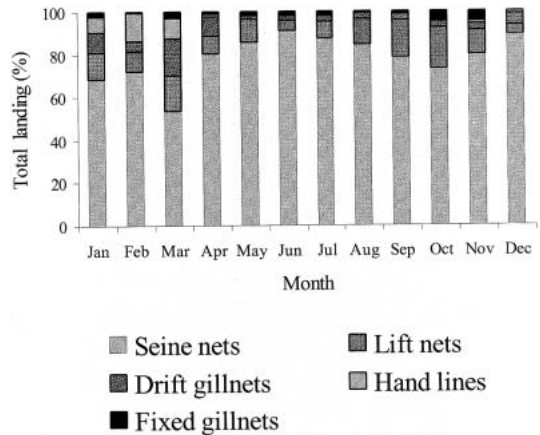 100
80
60
40
20
0
Total landing (%)
Jan Feb Mar Apr May Jun Jul Aug Sep Oct Nov Dec
Month
Seine nets Lift nets
Drift gillnets Hand lines
Fixed gillnets